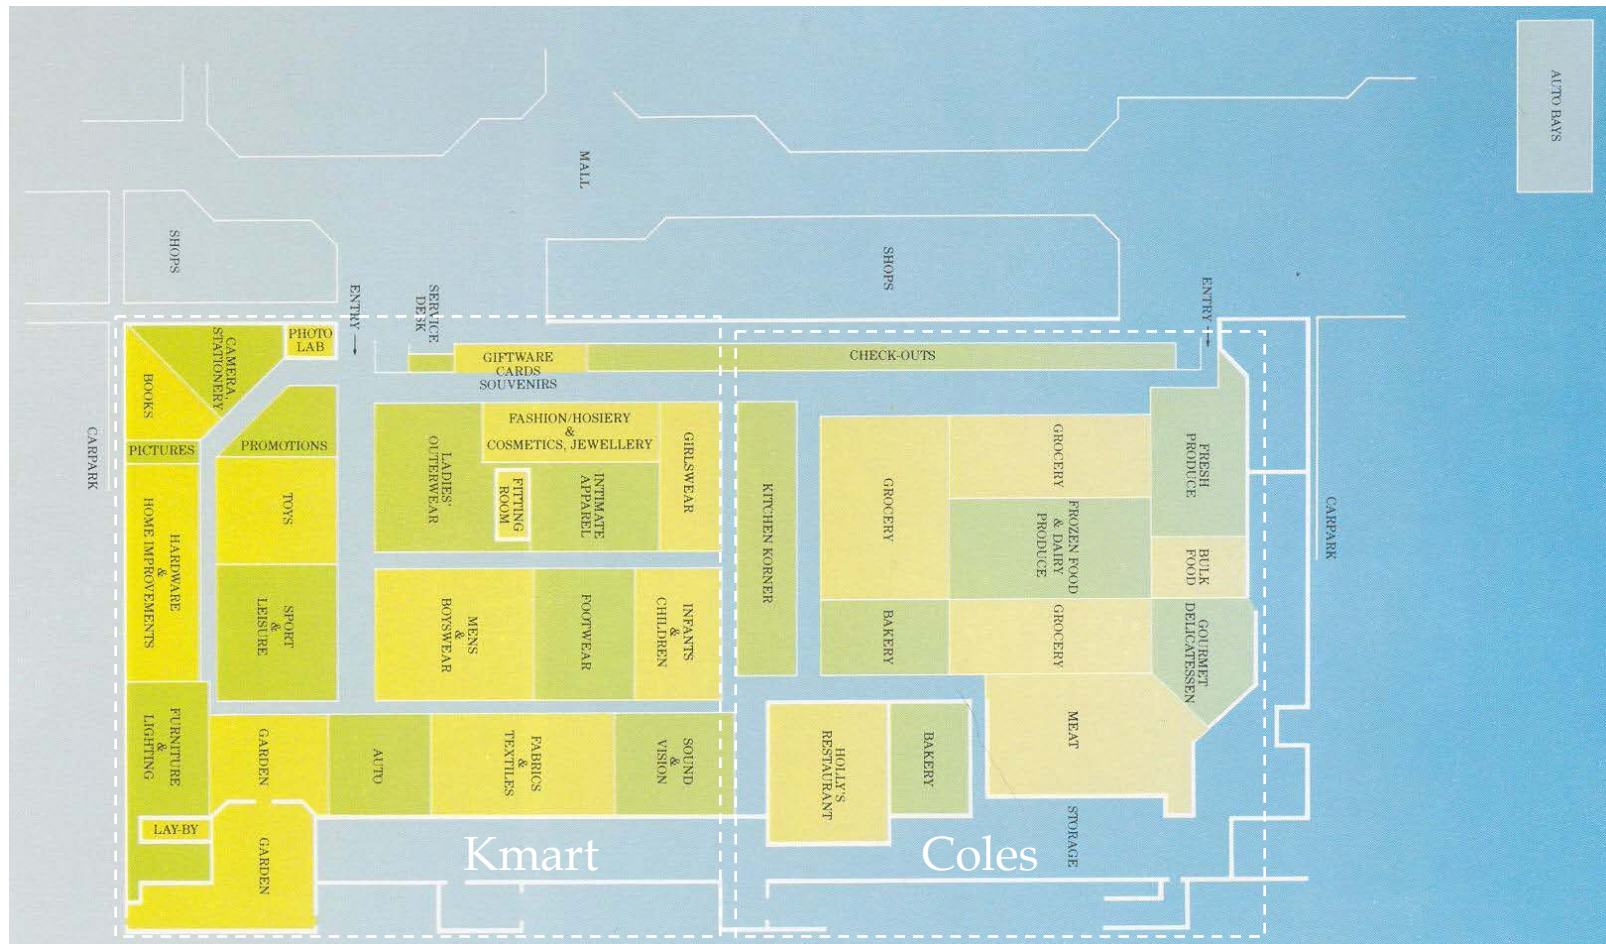 AUTO BAYS
MALL
SHOPS
SHOPS
ENTRY
SERVICE
DESK
ENTRY
PHOTO
LAB
CAMERA,
STATIONERY
BOOKS
GIFTWARE
CARDS
SOUVENIRS
CHECK-OUTS
CARPARK
PICTURES
PROMOTIONS
LADIES'
OUTERWEAR
FASHION/HOSIERY
&
COSMETICS, JEWELLERY
GIRLSWEAR
FITTING
ROOM
INTIMATE
APPAREL
KITCHEN KORNER
GROCERY
GROCERY
FRESH
PRODUCE
CARPARK
TOYS
HARDWARE
&
HOME IMPROVEMENTS
FROZEN FOOD
& DAIRY
PRODUCE
BULK
FOOD
SPORT
&
LEISURE
MENS
&
BOYSWEAR
FOOTWEAR
INFANTS
&
CHILDREN
BAKERY
GROCERY
GOURMET
DELICATESSEN
FURNITURE
&
LIGHTING
GARDEN
AUTO
FABRICS
&
TEXTILES
SOUND
&
VISION
HOLLY'S
RESTAURANT
BAKERY
MEAT
LAY-BY
GARDEN
STORAGE
Kmart
Coles